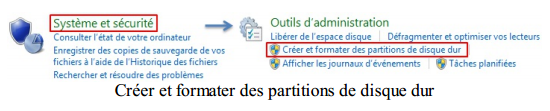 Système et sécurité
Consulter l'état de votre ordinateur
Enregistrer des copies de sauvegarde de vos
fichiers à l'aide de l'Historique des fichiers
Rechercher et résoudre des problèmes
Outils d'administration
Libérer de l'espace disque Défragmenter et optimiser vos lecteurs
Créer et formater des partitions de disque dur
Afficher les journaux d'événements Tâches planifiées
Créer et formater des partitions de disque dur